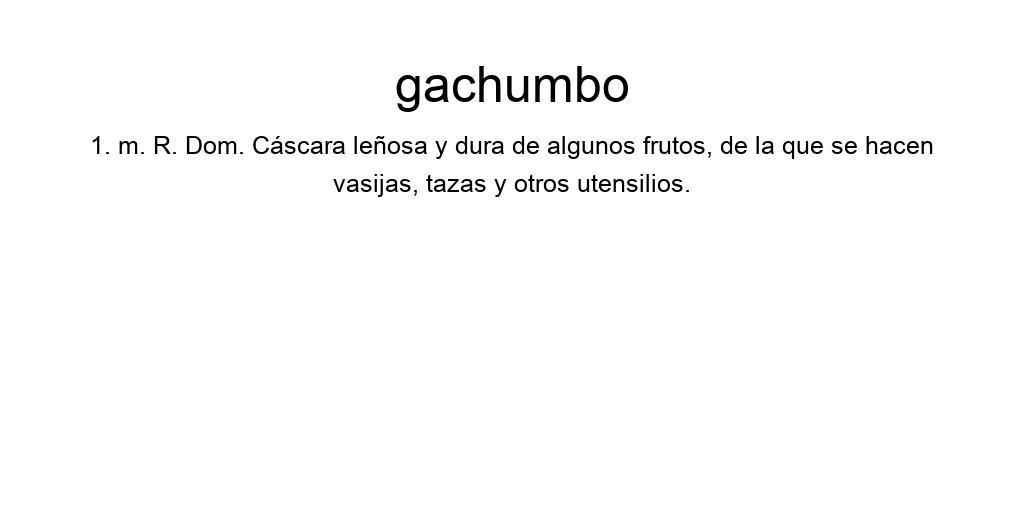 gachumbo
1. m. R. Dom. Cáscara leñosa y dura de algunos frutos, de la que se hacen
vasijas, tazas y otros utensilios.